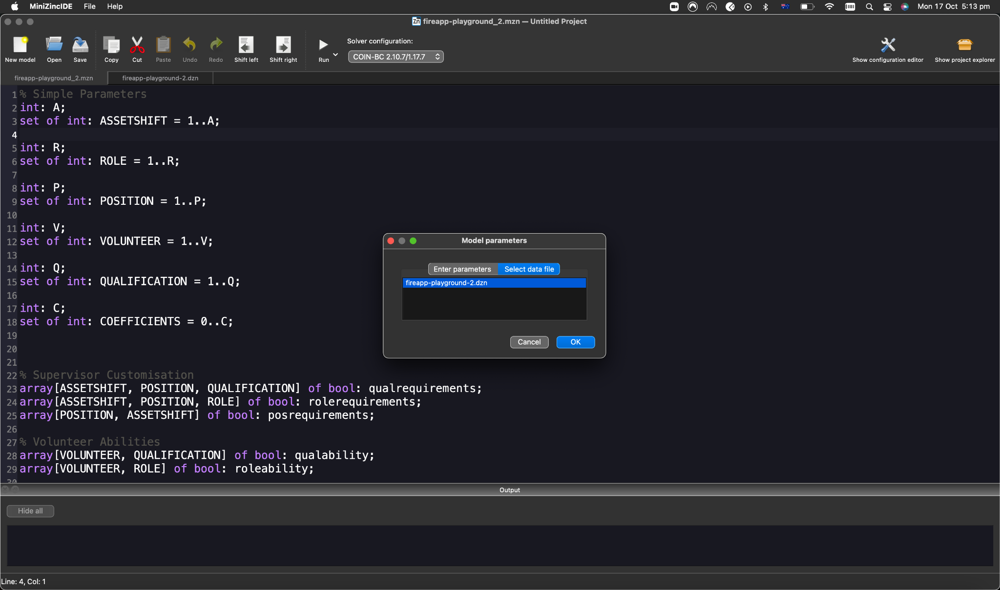 MiniZincIDE File Help Mon 17 Oct 5:13 pm
Zn fireapp-playground_2.mzn — Untitled Project
Solver configuration:
COIN-BC 2.10.7/1.17.7
New model Open Save Copy Cut Paste Undo Redo Shift left Shift right Run Show configuration editor Show project explorer
fireapp-playground_2.mzn fireapp-playground-2.dzn
1 % Simple Parameters
2 int: A;
3 set of int: ASSETSHIFT = 1..A;
4
5 int: R;
6 set of int: ROLE = 1..R;
7
8 int: P;
9 set of int: POSITION = 1..P;
10
11 int: V;
12 set of int: VOLUNTEER = 1..V;
13
14 int: Q;
15 set of int: QUALIFICATION = 1..Q;
16
17 int: C;
18 set of int: COEFFICIENTS = 0..C;
19
20
21
22 % Supervisor Customisation
23 array[ASSETSHIFT, POSITION, QUALIFICATION] of bool: qualrequirements;
24 array[ASSETSHIFT, POSITION, ROLE] of bool: rolerequirements;
25 array[POSITION, ASSETSHIFT] of bool: posrequirements;
26
27 % Volunteer Abilities
28 array[VOLUNTEER, QUALIFICATION] of bool: qualability;
29 array[VOLUNTEER, ROLE] of bool: roleability;
30
Model parameters
Enter parameters Select data file
fireapp-playground-2.dzn
Cancel OK
Output
Hide all
Line: 4, Col: 1